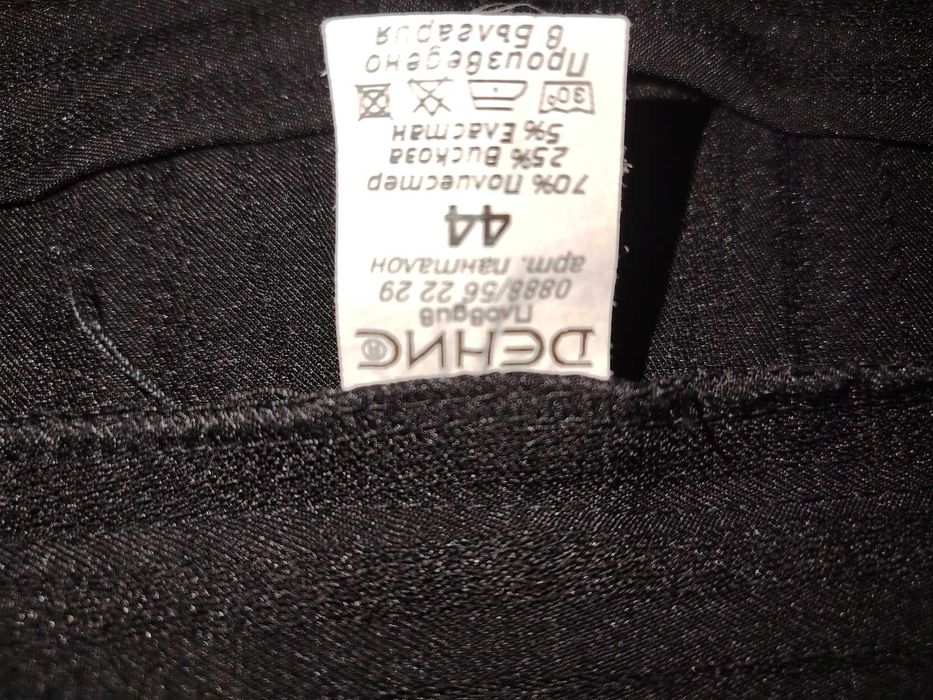 ДЕНИС®
Пловдив
0888/56 22 29
арт. панталон
44
70% Полиестер
25% Вискоза
5% Еластан
30°
Произведено
в България